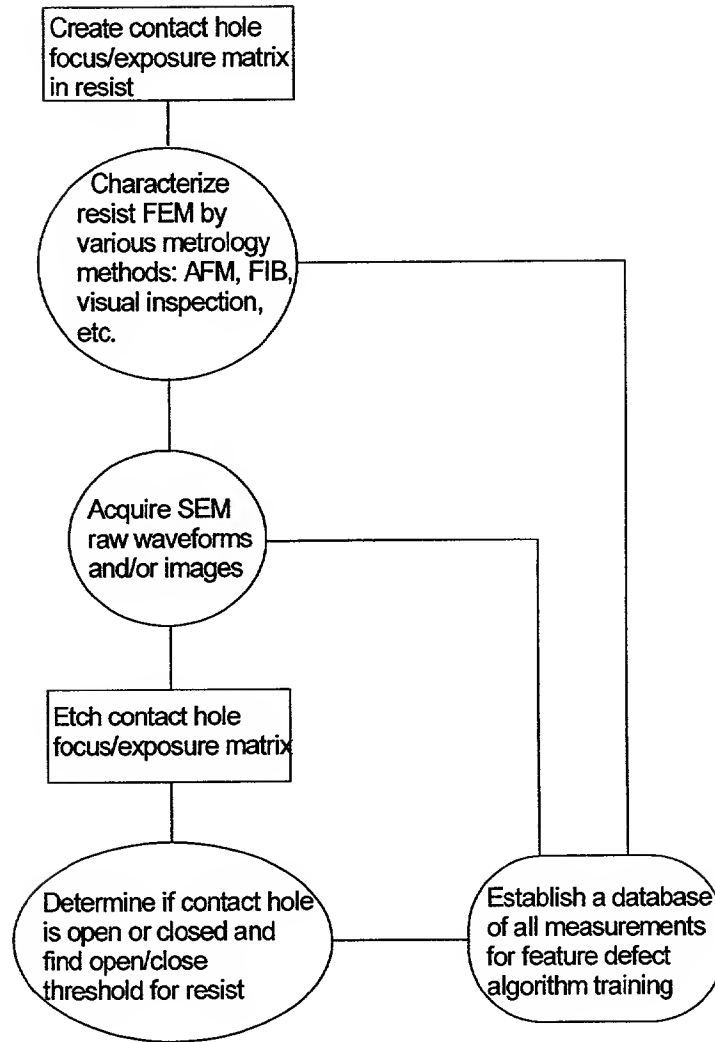 Create contact hole
focus/exposure matrix
in resist
Characterize
resist FEM by
various metrology
methods: AFM, FIB,
visual inspection,
etc.
Acquire SEM
raw waveforms
and/or images
Etch contact hole
focus/exposure matrix
Determine if contact hole
is open or closed and
find open/close
threshold for resist
Establish a database
of all measurements
for feature defect
algorithm training